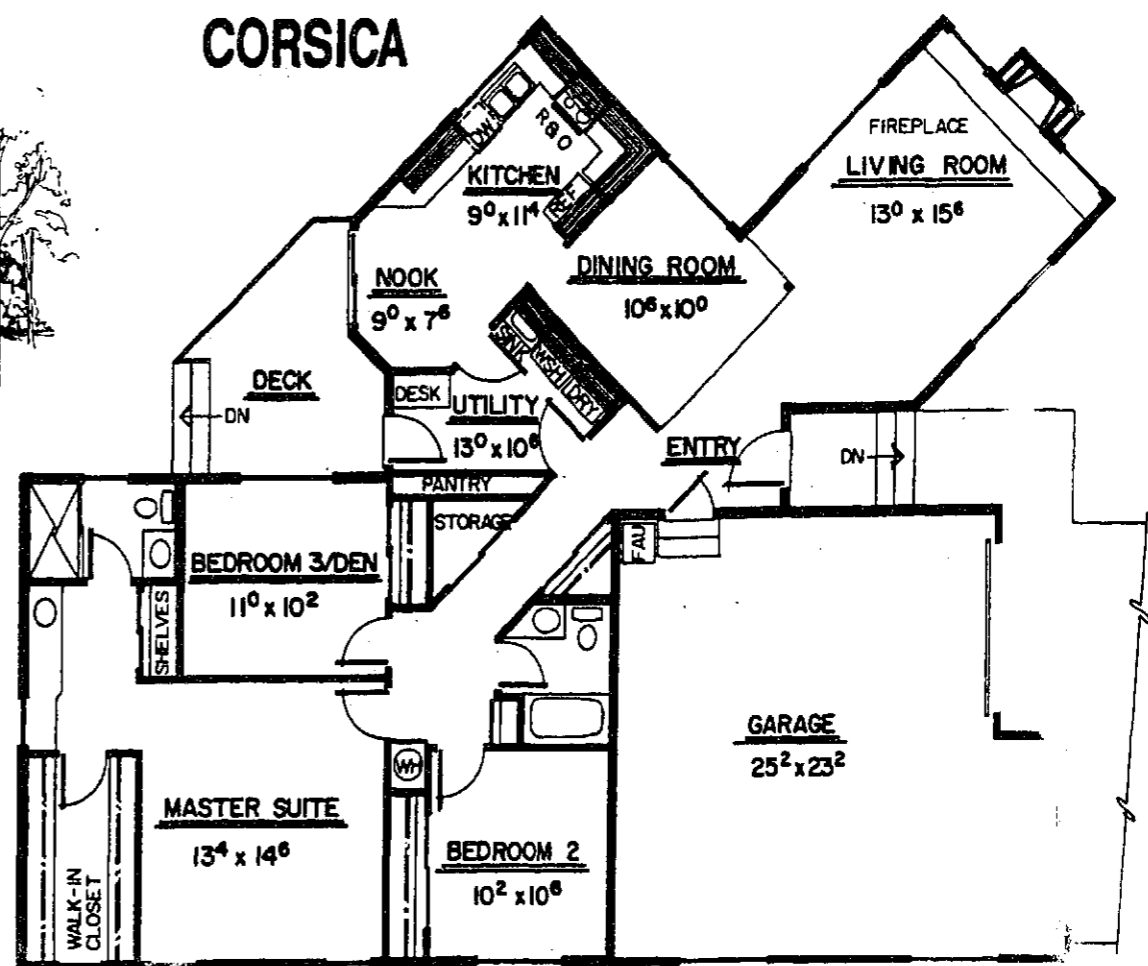 CORSICA
FIREPLACE
LIVING ROOM
13⁰ x 15⁶
R&O
DW
KITCHEN
9⁰ x 11⁴
REF
DINING ROOM
10⁶ x 10⁰
NOOK
9⁰ x 7⁶
SINK
WSH
DRY
DECK
DN
DESK
UTILITY
13⁰ x 10⁶
ENTRY
DN
PANTRY
STORAGE
FAU
BEDROOM 3/DEN
11⁰ x 10²
SHELVES
GARAGE
25² x 23²
WH
MASTER SUITE
13⁴ x 14⁶
BEDROOM 2
10² x 10⁶
WALK-IN
CLOSET